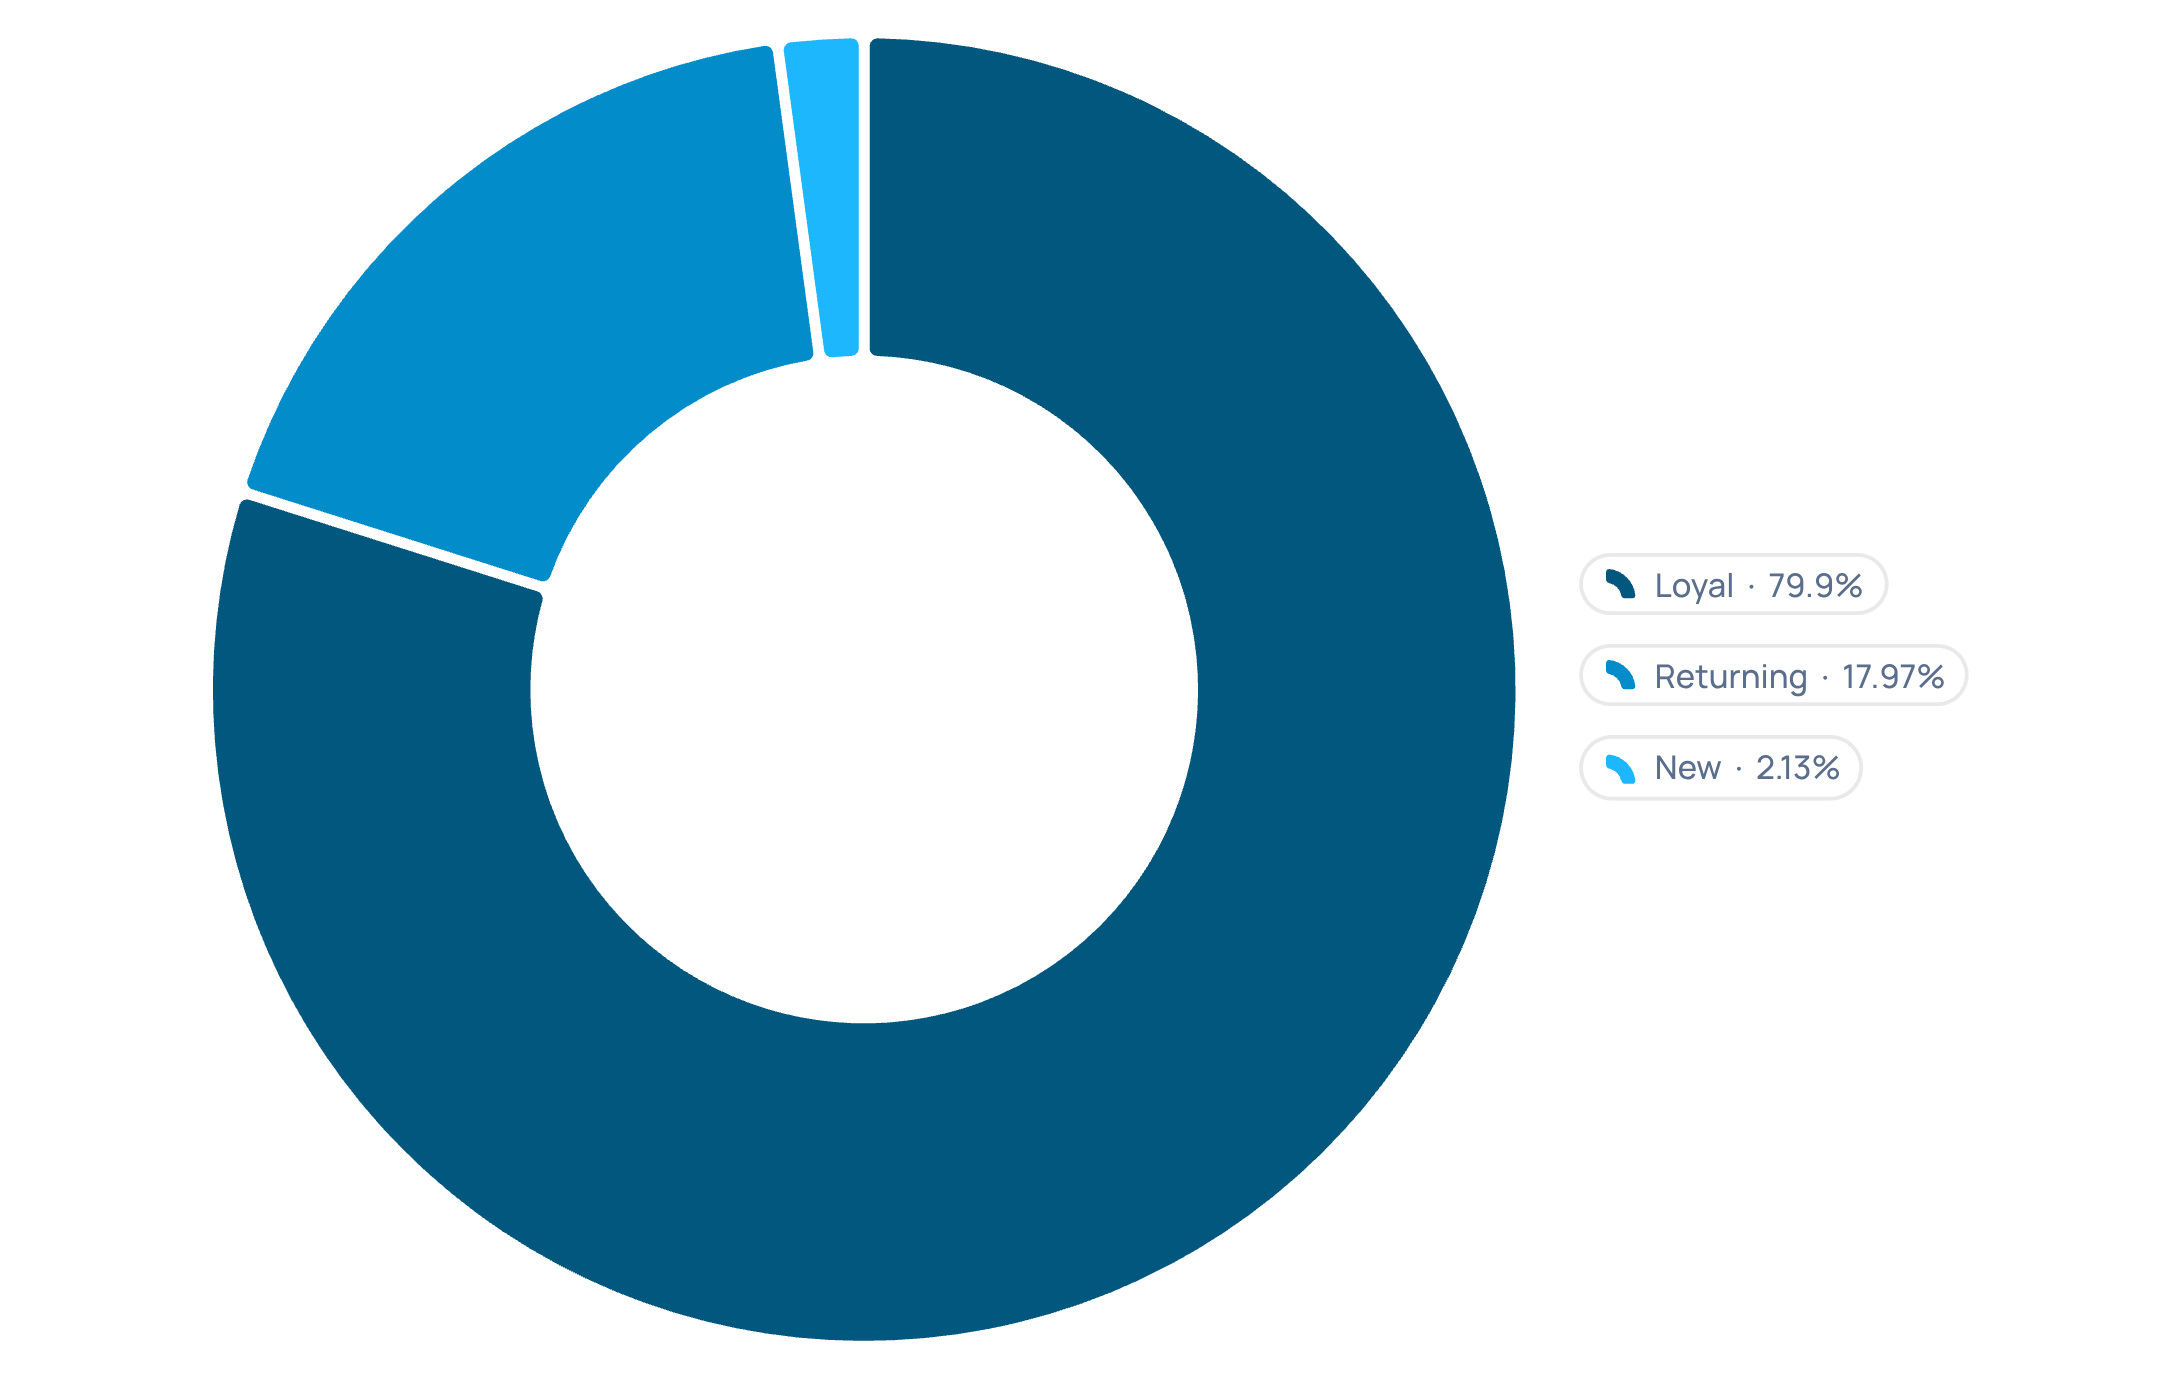 Loyal · 79.9%
Returning · 17.97%
New · 2.13%